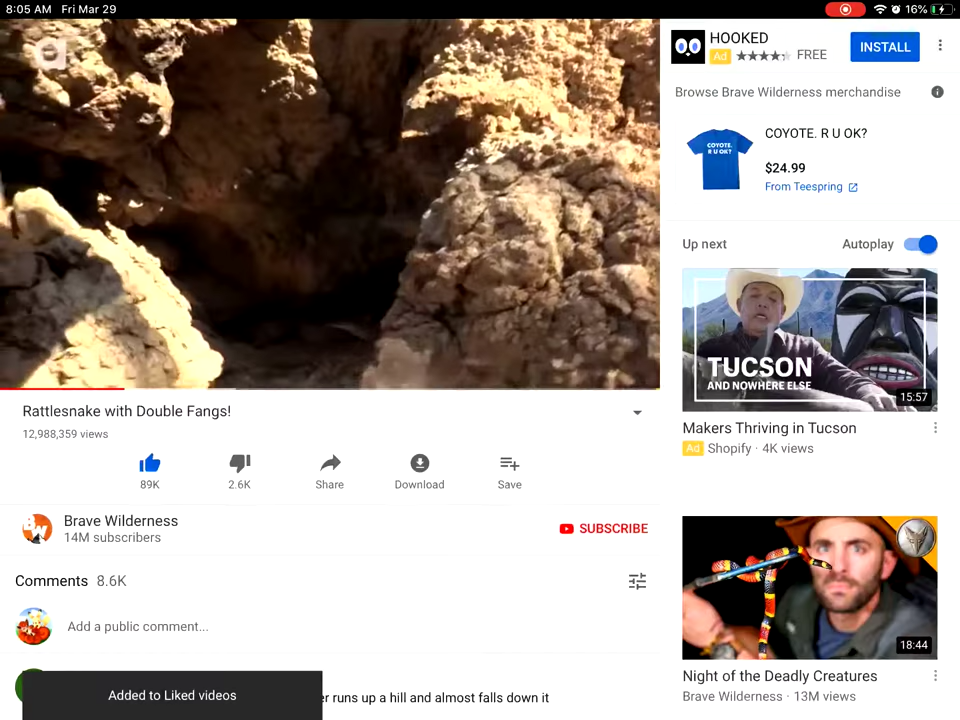 8:05 AM Fri Mar 29
16%
HOOKED
Ad FREE
INSTALL
Browse Brave Wilderness merchandise
COYOTE.
R U OK?
COYOTE. R U OK?
$24.99
From Teespring
Up next
Autoplay
TUCSON
AND NOWHERE ELSE
15:57
Makers Thriving in Tucson
Ad Shopify · 4K views
18:44
Night of the Deadly Creatures
Brave Wilderness · 13M views
Rattlesnake with Double Fangs!
12,988,359 views
89K
2.6K
Share
Download
Save
BW
Brave Wilderness
14M subscribers
SUBSCRIBE
Comments 8.6K
Add a public comment...
Added to Liked videos
runs up a hill and almost falls down it